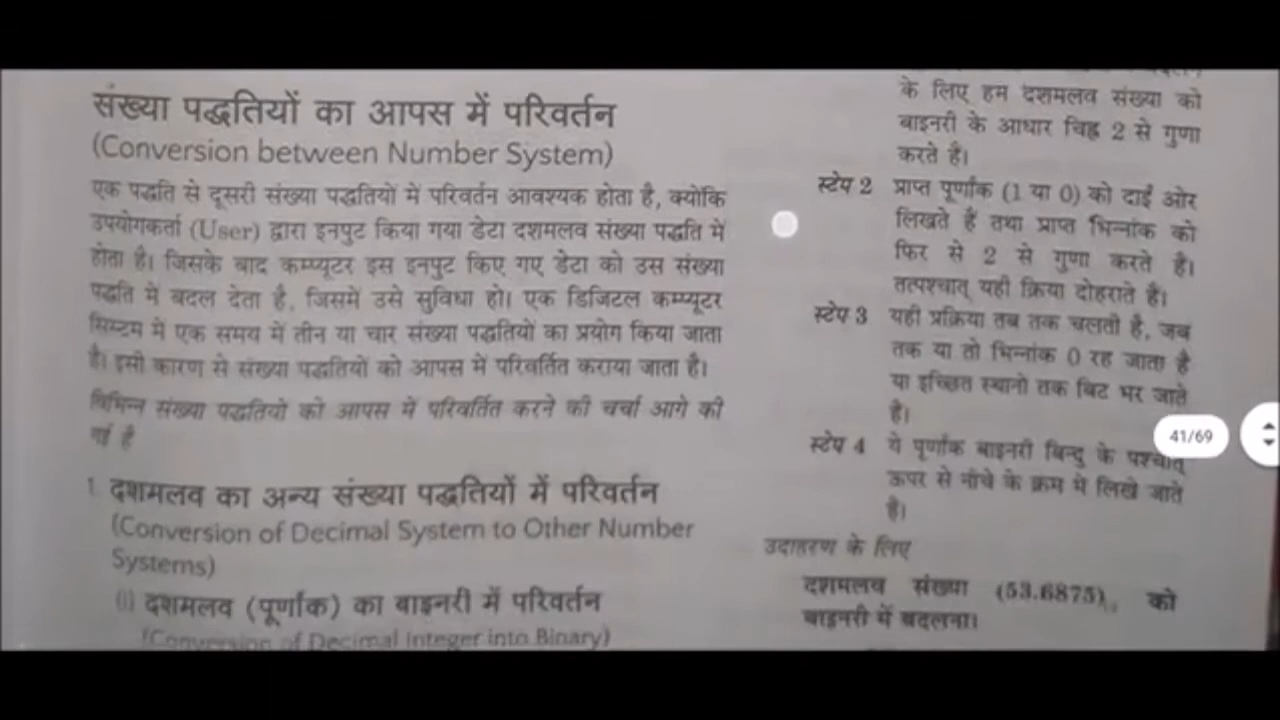 संख्या पद्धतियों का आपस में परिवर्तन
(Conversion between Number System)
एक पद्धति से दूसरी संख्या पद्धतियों में परिवर्तन आवश्यक होता है, क्योंकि
उपयोगकर्ता (User) द्वारा इनपुट किया गया डेटा दशमलव संख्या पद्धति में
होता है। जिसके बाद कम्प्यूटर इस इनपुट किए गए डेटा को उस संख्या
पद्धति में बदल देता है, जिसमें उसे सुविधा हो। एक डिजिटल कम्प्यूटर
सिस्टम में एक समय में तीन या चार संख्या पद्धतियों का प्रयोग किया जाता
है। इसी कारण से संख्या पद्धतियों को आपस में परिवर्तित कराया जाता है।
विभिन्न संख्या पद्धतियों को आपस में परिवर्तित करने की चर्चा आगे की
गई है
1. दशमलव का अन्य संख्या पद्धतियों में परिवर्तन
(Conversion of Decimal System to Other Number
Systems)
(i) दशमलव (पूर्णांक) का बाइनरी में परिवर्तन
(Conversion of Decimal Integer into Binary)
के लिए हम दशमलव संख्या को
बाइनरी के आधार चिह्न 2 से गुणा
करते हैं।
स्टेप 2 प्राप्त पूर्णांक (1 या 0) को दाईं ओर
लिखते हैं तथा प्राप्त भिन्नांक को
फिर से 2 से गुणा करते हैं।
तत्पश्चात् यही क्रिया दोहराते हैं।
स्टेप 3 यही प्रक्रिया तब तक चलती है, जब
तक या तो भिन्नांक 0 रह जाता है
या इच्छित स्थानों तक बिट भर जाते
हैं।
स्टेप 4 ये पूर्णांक बाइनरी बिन्दु के पश्चात्
ऊपर से नीचे के क्रम में लिखे जाते
हैं।
उदाहरण के लिए
दशमलव संख्या (53.6875)₁₀ को
बाइनरी में बदलना।
41/69